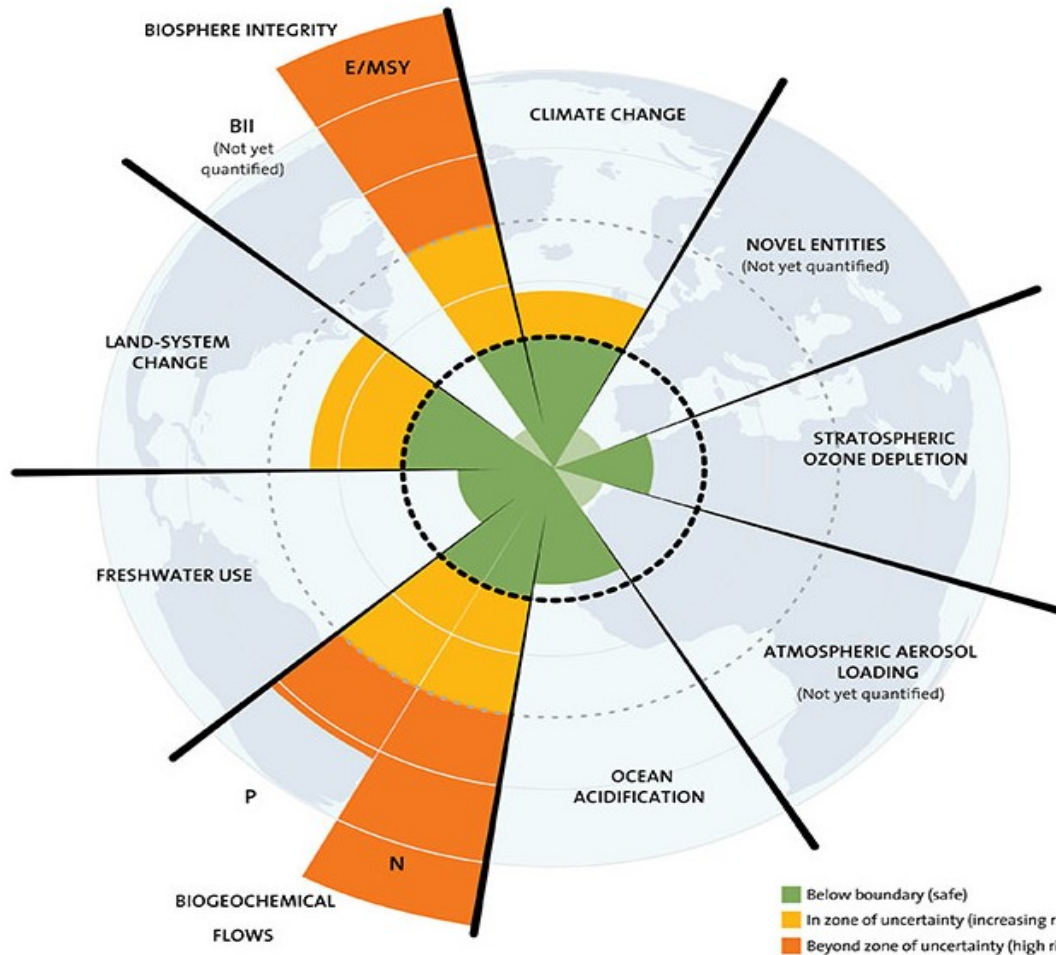 BIOSPHERE INTEGRITY
E/MSY
CLIMATE CHANGE
BII
(Not yet
quantified)
NOVEL ENTITIES
(Not yet quantified)
LAND-SYSTEM
CHANGE
STRATOSPHERIC
OZONE DEPLETION
FRESHWATER USE
ATMOSPHERIC AEROSOL
LOADING
(Not yet quantified)
OCEAN
ACIDIFICATION
P
N
BIOGEOCHEMICAL
FLOWS
Below boundary (safe)
In zone of uncertainty (increasing
Beyond zone of uncertainty (high